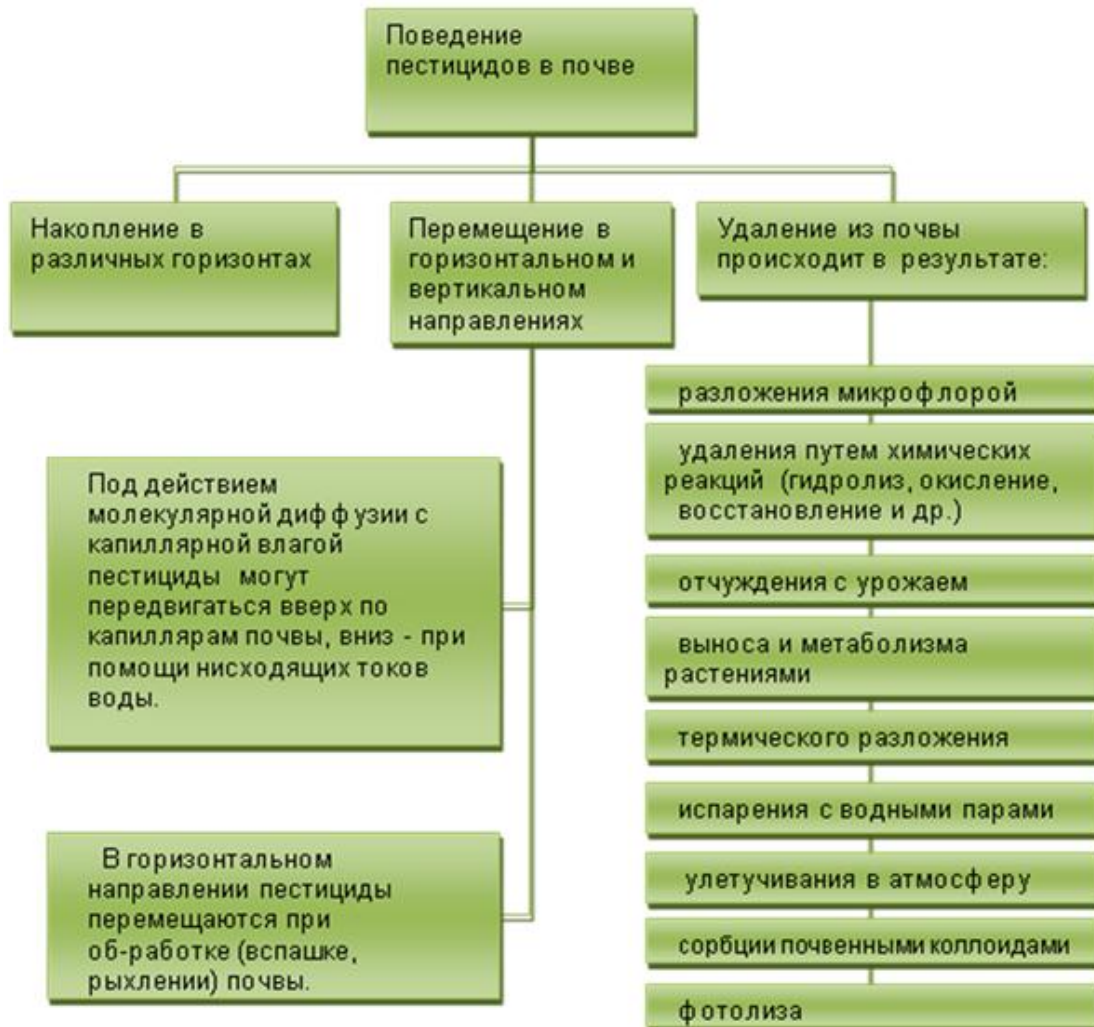 Поведение
пестицидов в почве
Накопление в
различных горизонтах
Перемещение в
горизонтальном и
вертикальном
направлениях
Удаление из почвы
происходит в результате:
Под действием
молекулярной диффузии с
капиллярной влагой
пестициды могут
передвигаться вверх по
капиллярам почвы, вниз - при
помощи нисходящих токов
воды.
В горизонтальном
направлении пестициды
перемещаются при
об-работке (вспашке,
рыхлении) почвы.
разложения микрофлорой
удаления путем химических
реакций (гидролиз, окисление,
восстановление и др.)
отчуждения с урожаем
выноса и метаболизма
растениями
термического разложения
испарения с водными парами
улетучивания в атмосферу
сорбции почвенными коллоидами
фотолиза